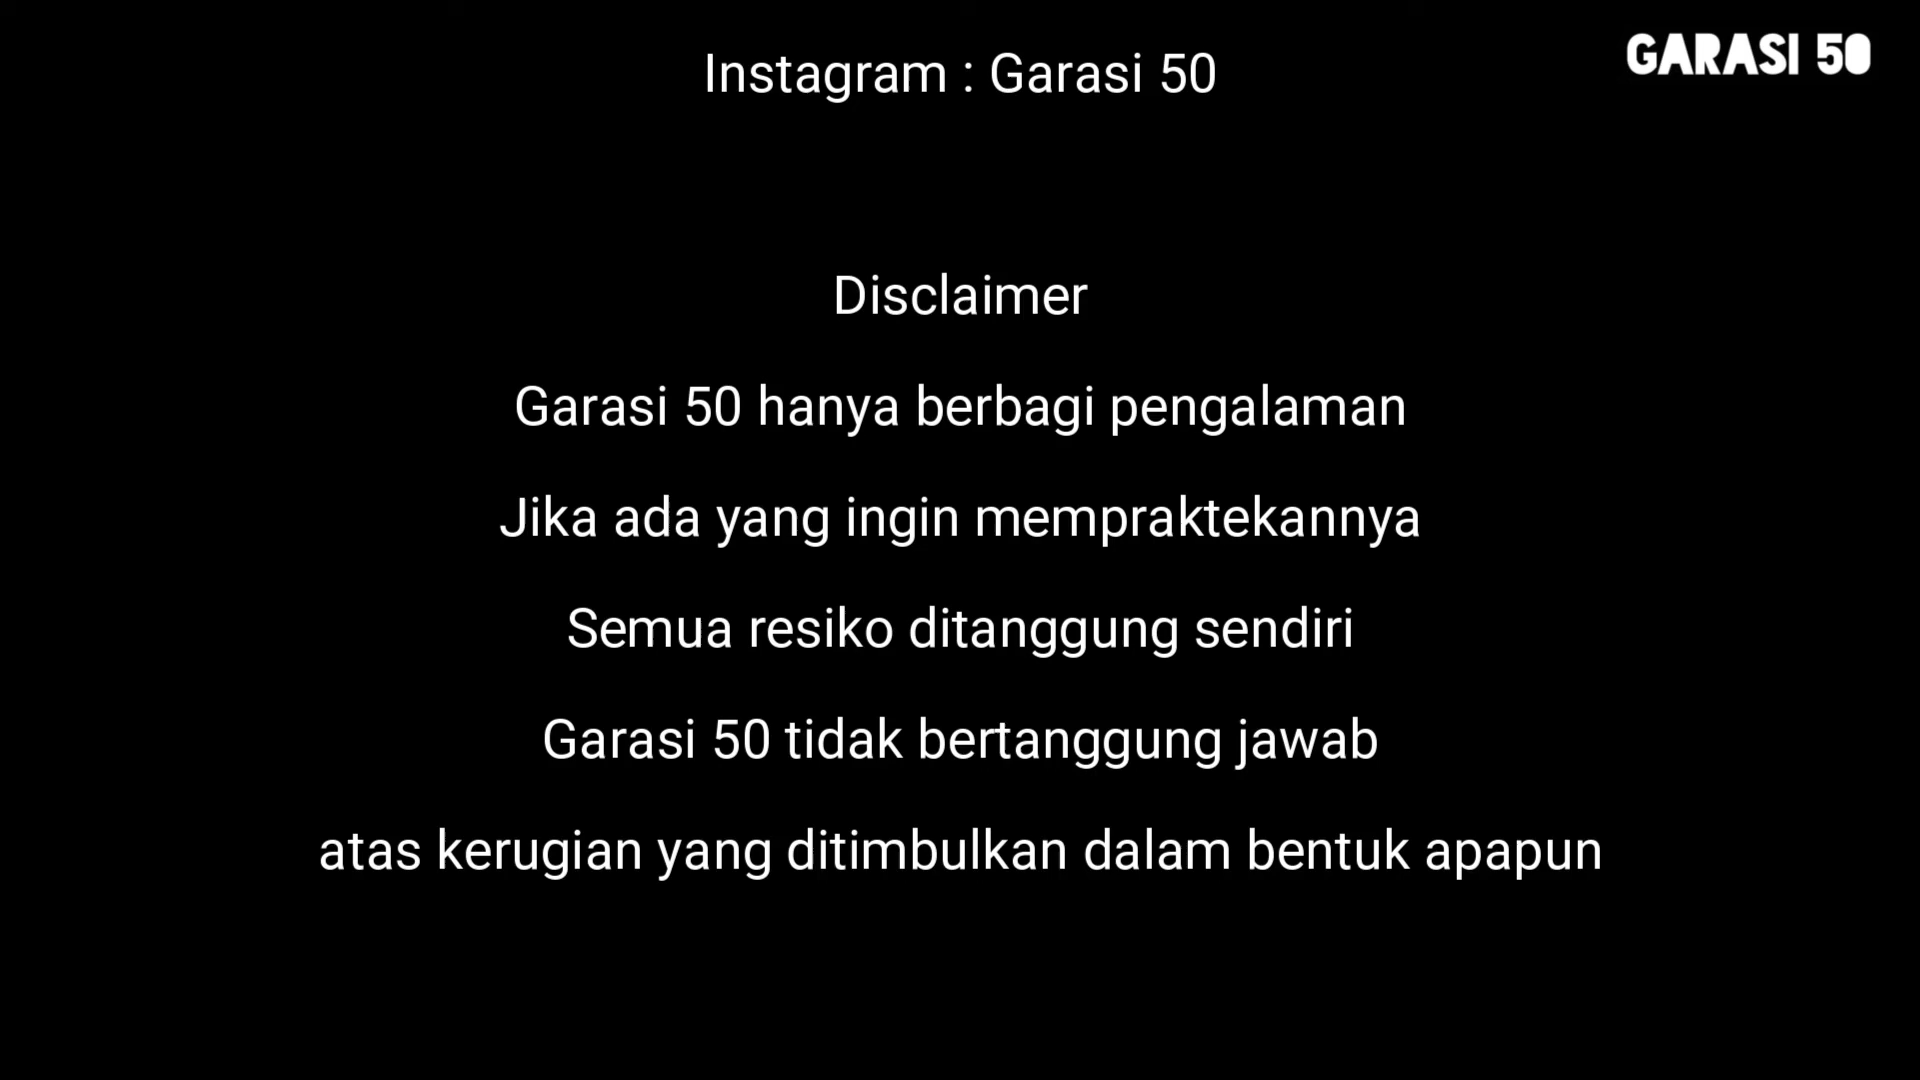 Instagram : Garasi 50
GARASI 50
Disclaimer
Garasi 50 hanya berbagi pengalaman
Jika ada yang ingin mempraktekannya
Semua resiko ditanggung sendiri
Garasi 50 tidak bertanggung jawab
atas kerugian yang ditimbulkan dalam bentuk apapun